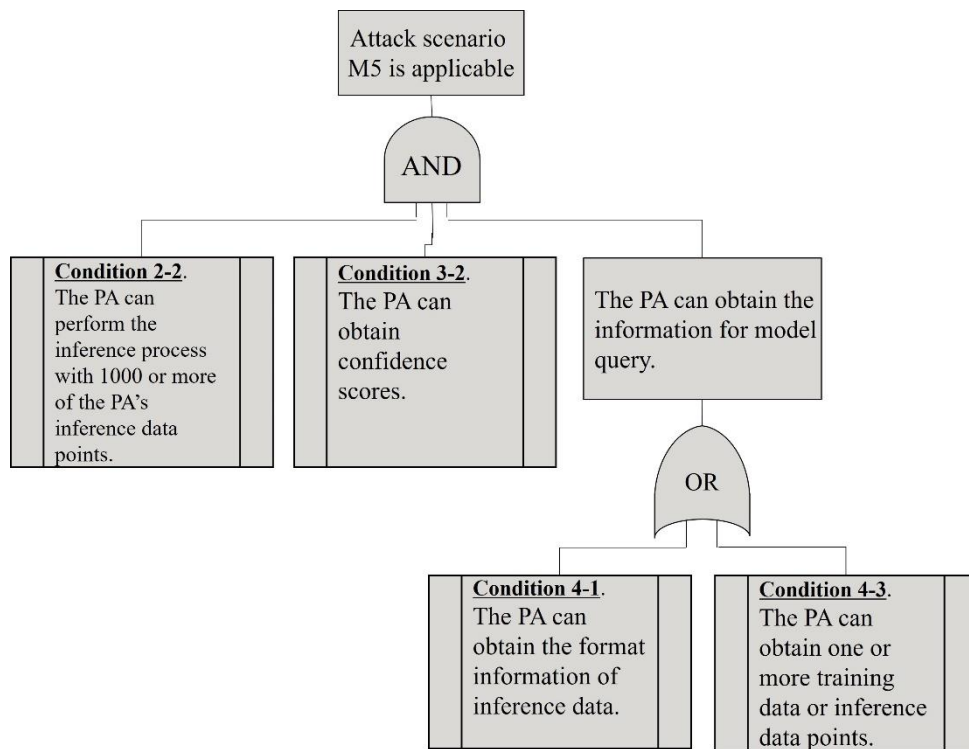 Attack scenario
M5 is applicable
AND
Condition 2-2.
The PA can
perform the
inference process
with 1000 or more
of the PA’s
inference data
points.
Condition 3-2.
The PA can
obtain
confidence
scores.
The PA can obtain the
information for model
query.
OR
Condition 4-1.
The PA can
obtain the format
information of
inference data.
Condition 4-3.
The PA can
obtain one or
more training
data or inference
data points.